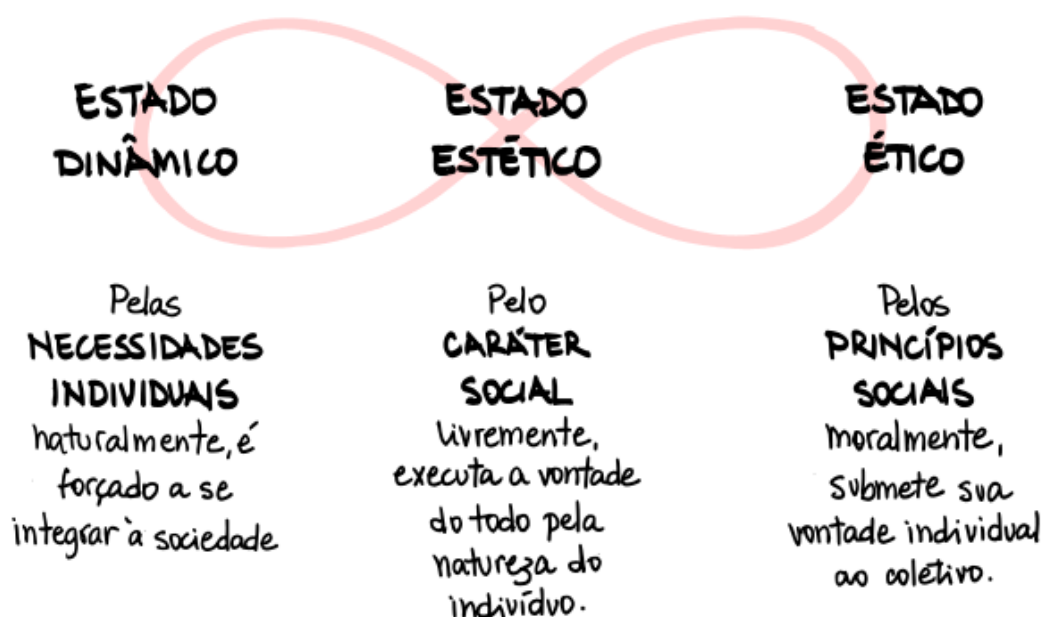 ESTADO
DINÂMICO
Pelas
NECESSIDADES
INDIVIDUAIS
naturalmente, é
forçado a se
integrar à sociedade
ESTADO
ESTÉTICO
Pelo
CARÁTER
SOCIAL
livremente,
executa a vontade
do todo pela
natureza do
indivíduo.
ESTADO
ÉTICO
Pelos
PRINCÍPIOS
SOCIAIS
moralmente,
submete sua
vontade individual
ao coletivo.